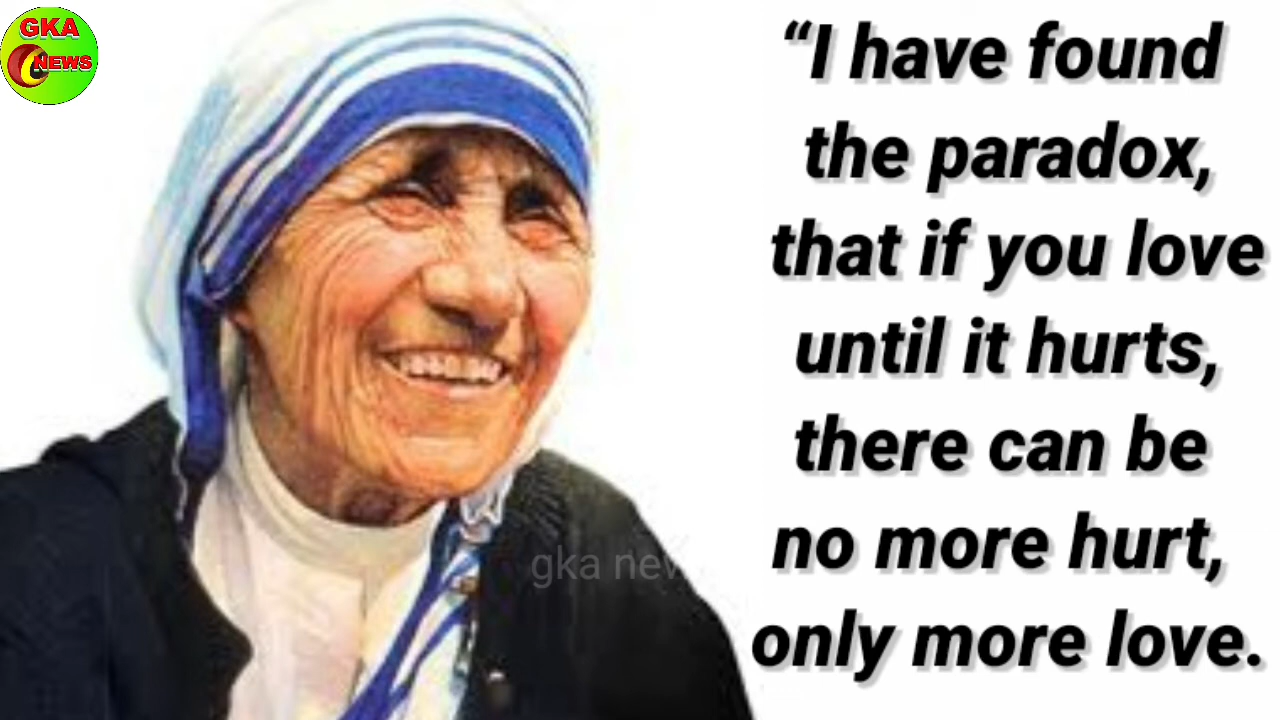 GKA
NEWS
“I have found
the paradox,
that if you love
until it hurts,
there can be
no more hurt,
only more love.
gka new